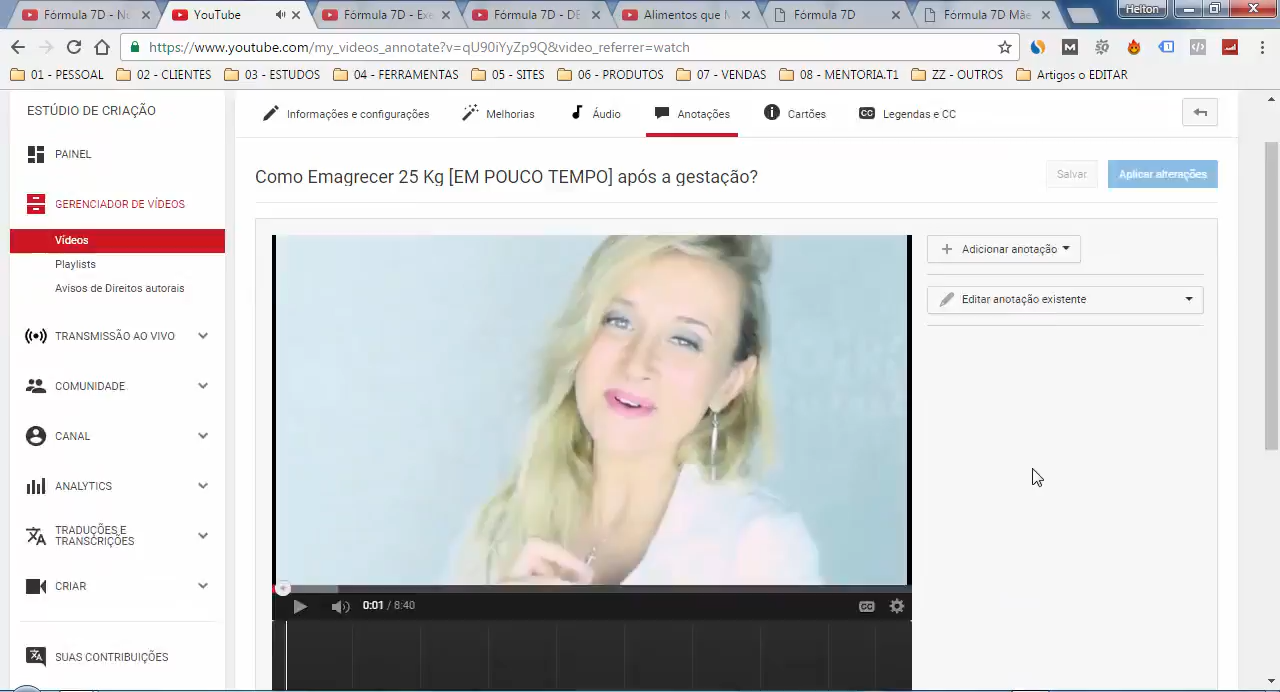 Fórmula 7D - No
YouTube
Fórmula 7D - Exe
Fórmula 7D - DE
Alimentos que M
Fórmula 7D
Fórmula 7D Mãe
Helton
https://www.youtube.com/my_videos_annotate?v=qU90iYyZP9Q&video_referrer=watch
01 - PESSOAL
02 - CLIENTES
03 - ESTUDOS
04 - FERRAMENTAS
05 - SITES
06 - PRODUTOS
07 - VENDAS
08 - MENTORIA.T1
ZZ - OUTROS
Artigos o EDITAR
ESTÚDIO DE CRIAÇÃO
Informações e configurações
Melhorias
Áudio
Anotações
Cartões
CC Legendas e CC
PAINEL
GERENCIADOR DE VÍDEOS
Vídeos
Playlists
Avisos de Direitos autorais
TRANSMISSÃO AO VIVO
COMUNIDADE
CANAL
ANALYTICS
TRADUÇÕES E
TRANSCRIÇÕES
CRIAR
SUAS CONTRIBUIÇÕES
Como Emagrecer 25 Kg [EM POUCO TEMPO] após a gestação?
Salvar
Aplicar alterações
Adicionar anotação
Editar anotação existente
0:01 / 8:40
CC